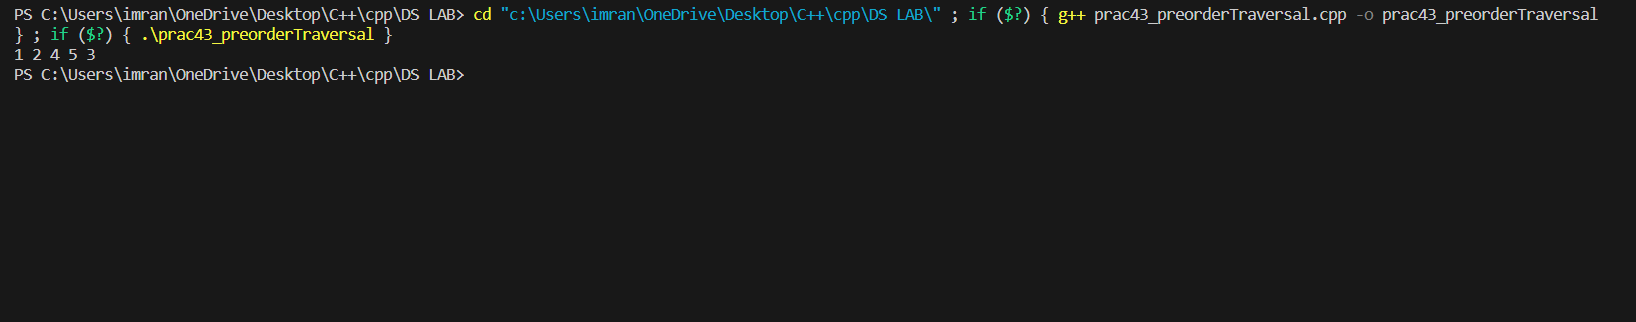 PS C:\Users\imran\OneDrive\Desktop\C++\cpp\DS LAB> cd "c:\Users\imran\OneDrive\Desktop\C++\cpp\DS LAB\" ; if ($?) { g++ prac43_preorderTraversal.cpp -o prac43_preorderTraversal
} ; if ($?) { .\prac43_preorderTraversal }
1 2 4 5 3
PS C:\Users\imran\OneDrive\Desktop\C++\cpp\DS LAB>